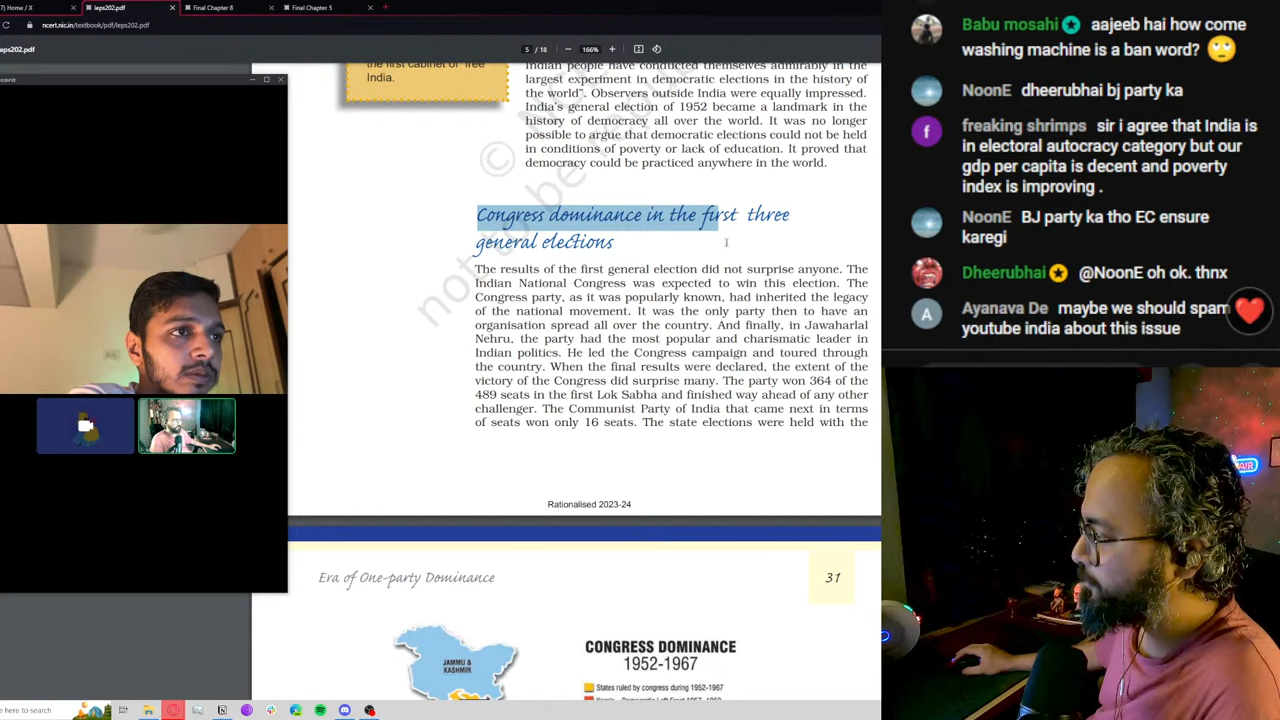 7) Home / X
leps202.pdf
Final Chapter 8
Final Chapter 5
ncert.nic.in/textbook/pdf/leps202.pdf
eps202.pdf
5 / 18
166%
cord
the first cabinet of free
India.
Indian people have conducted themselves admirably in the
largest experiment in democratic elections in the history of
the world”. Observers outside India were equally impressed.
India's general election of 1952 became a landmark in the
history of democracy all over the world. It was no longer
possible to argue that democratic elections could not be held
in conditions of poverty or lack of education. It proved that
democracy could be practiced anywhere in the world.
Congress dominance in the first three
general elections
The results of the first general election did not surprise anyone. The
Indian National Congress was expected to win this election. The
Congress party, as it was popularly known, had inherited the legacy
of the national movement. It was the only party then to have an
organisation spread all over the country. And finally, in Jawaharlal
Nehru, the party had the most popular and charismatic leader in
Indian politics. He led the Congress campaign and toured through
the country. When the final results were declared, the extent of the
victory of the Congress did surprise many. The party won 364 of the
489 seats in the first Lok Sabha and finished way ahead of any other
challenger. The Communist Party of India that came next in terms
of seats won only 16 seats. The state elections were held with the
Rationalised 2023-24
Era of One-party Dominance
31
JAMMU &
KASHMIR
CONGRESS DOMINANCE
1952-1967
States ruled by congress during 1952-1967
Babu mosahi aajeeb hai how come
washing machine is a ban word?
NoonE dheerubhai bj party ka
freaking shrimps sir i agree that India is
in electoral autocracy category but our
gdp per capita is decent and poverty
index is improving .
NoonE BJ party ka tho EC ensure
karegi
Dheerubhai @NoonE oh ok. thnx
Ayanava De maybe we should spam
youtube india about this issue
AIR
here to search